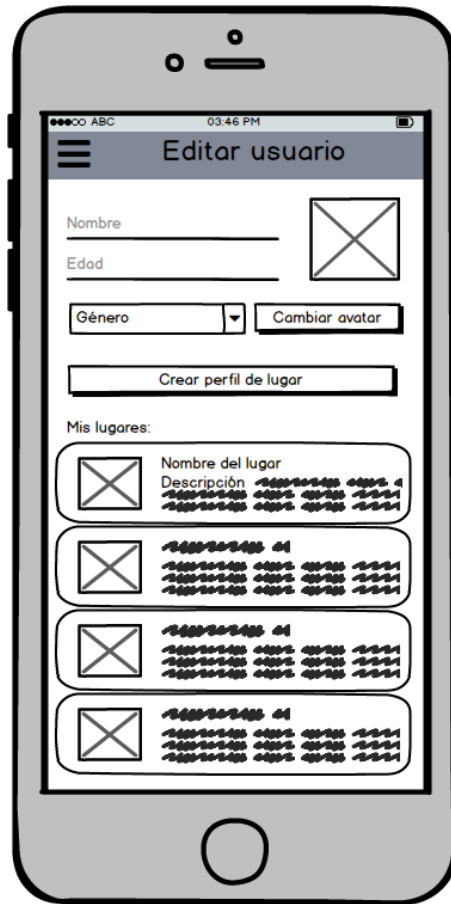 ABC 03:46 PM
Editar usuario
Nombre
Edad
Género
Cambiar avatar
Crear perfil de lugar
Mis lugares:
Nombre del lugar
Descripción